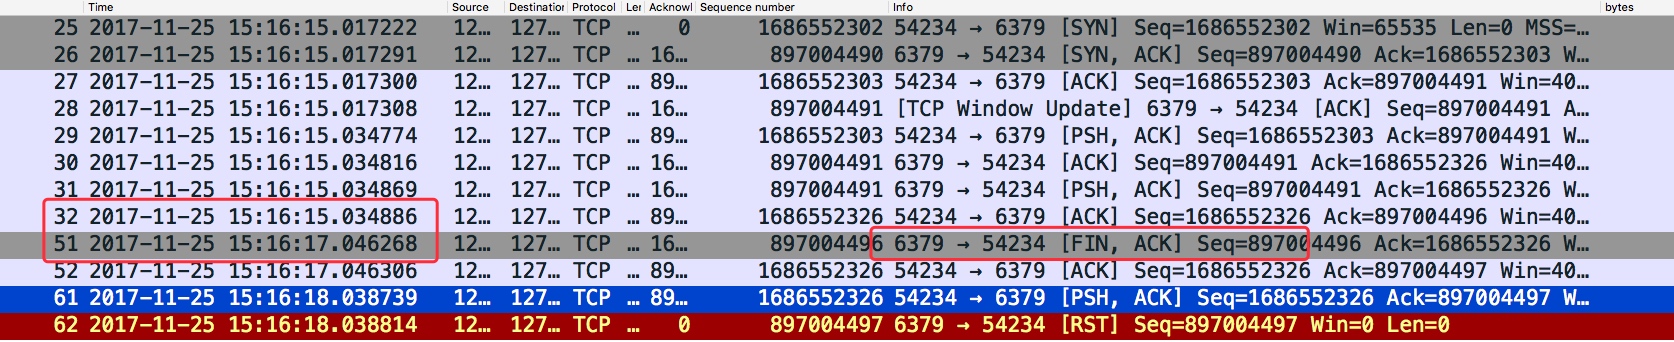 Time Source Destination Protocol Ler Acknowl Sequence number Info bytes
25 2017-11-25 15:16:15.017222 12… 127… TCP … 0 1686552302 54234 → 6379 [SYN] Seq=1686552302 Win=65535 Len=0 MSS=…
26 2017-11-25 15:16:15.017291 12… 127… TCP … 16… 897004490 6379 → 54234 [SYN, ACK] Seq=897004490 Ack=1686552303 W…
27 2017-11-25 15:16:15.017300 12… 127… TCP … 89… 1686552303 54234 → 6379 [ACK] Seq=1686552303 Ack=897004491 Win=40…
28 2017-11-25 15:16:15.017308 12… 127… TCP … 16… 897004491 [TCP Window Update] 6379 → 54234 [ACK] Seq=897004491 A…
29 2017-11-25 15:16:15.034774 12… 127… TCP … 89… 1686552303 54234 → 6379 [PSH, ACK] Seq=1686552303 Ack=897004491 W…
30 2017-11-25 15:16:15.034816 12… 127… TCP … 16… 897004491 6379 → 54234 [ACK] Seq=897004491 Ack=1686552326 Win=40…
31 2017-11-25 15:16:15.034869 12… 127… TCP … 16… 897004491 6379 → 54234 [PSH, ACK] Seq=897004491 Ack=1686552326 W…
32 2017-11-25 15:16:15.034886 12… 127… TCP … 89… 1686552326 54234 → 6379 [ACK] Seq=1686552326 Ack=897004496 Win=40…
51 2017-11-25 15:16:17.046268 12… 127… TCP … 16… 897004496 6379 → 54234 [FIN, ACK] Seq=897004496 Ack=1686552326 W…
52 2017-11-25 15:16:17.046306 12… 127… TCP … 89… 1686552326 54234 → 6379 [ACK] Seq=1686552326 Ack=897004497 Win=40…
61 2017-11-25 15:16:18.038739 12… 127… TCP … 89… 1686552326 54234 → 6379 [PSH, ACK] Seq=1686552326 Ack=897004497 W…
62 2017-11-25 15:16:18.038814 12… 127… TCP … 0 897004497 6379 → 54234 [RST] Seq=897004497 Win=0 Len=0